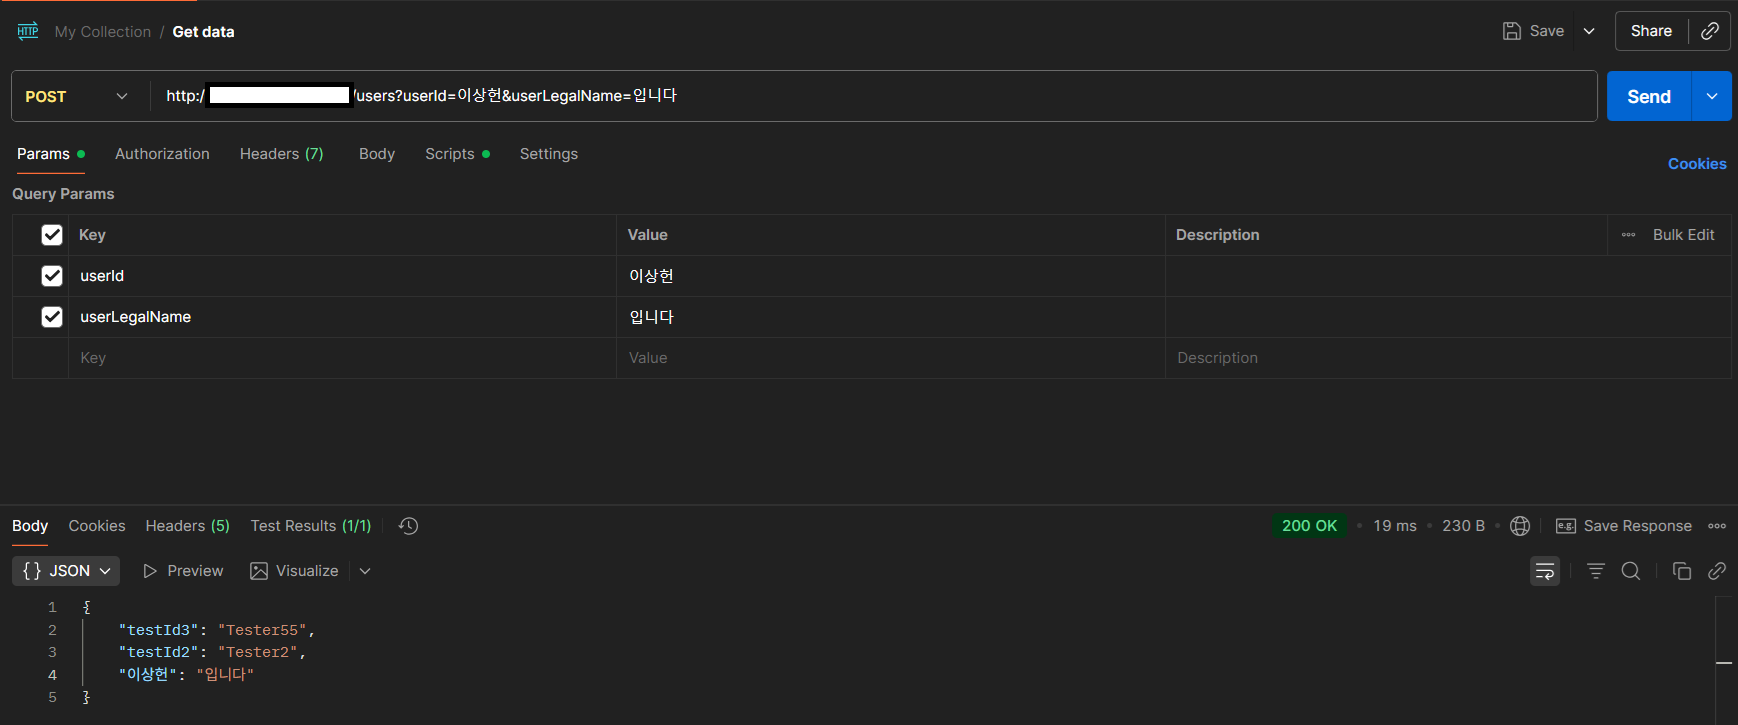 HTTP My Collection / Get data Save Share
POST http:/ /users?userId=이상헌&userLegalName=입니다 Send
Params Authorization Headers (7) Body Scripts Settings Cookies
Query Params
Key Value Description Bulk Edit
userId 이상헌
userLegalName 입니다
Key Value Description
Body Cookies Headers (5) Test Results (1/1) 200 OK • 19 ms • 230 B • e.g. Save Response
{} JSON Preview Visualize
1 {
2 "testId3": "Tester55",
3 "testId2": "Tester2",
4 "이상헌": "입니다"
5 }